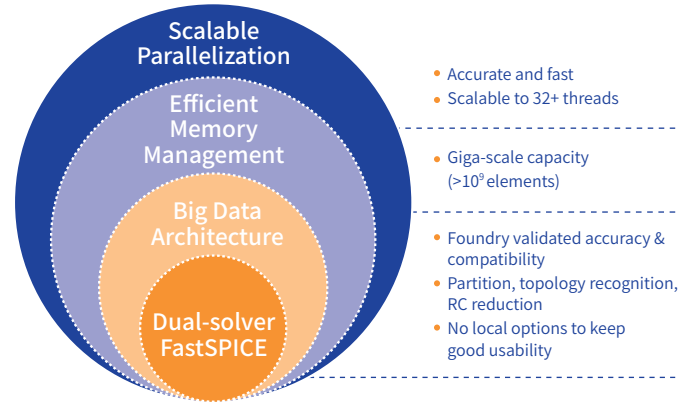 Scalable
Parallelization
Efficient
Memory
Management
Big Data
Architecture
Dual-solver
FastSPICE
• Accurate and fast
• Scalable to 32+ threads
• Giga-scale capacity
(>10⁹ elements)
• Foundry validated accuracy &
compatibility
• Partition, topology recognition,
RC reduction
• No local options to keep
good usability